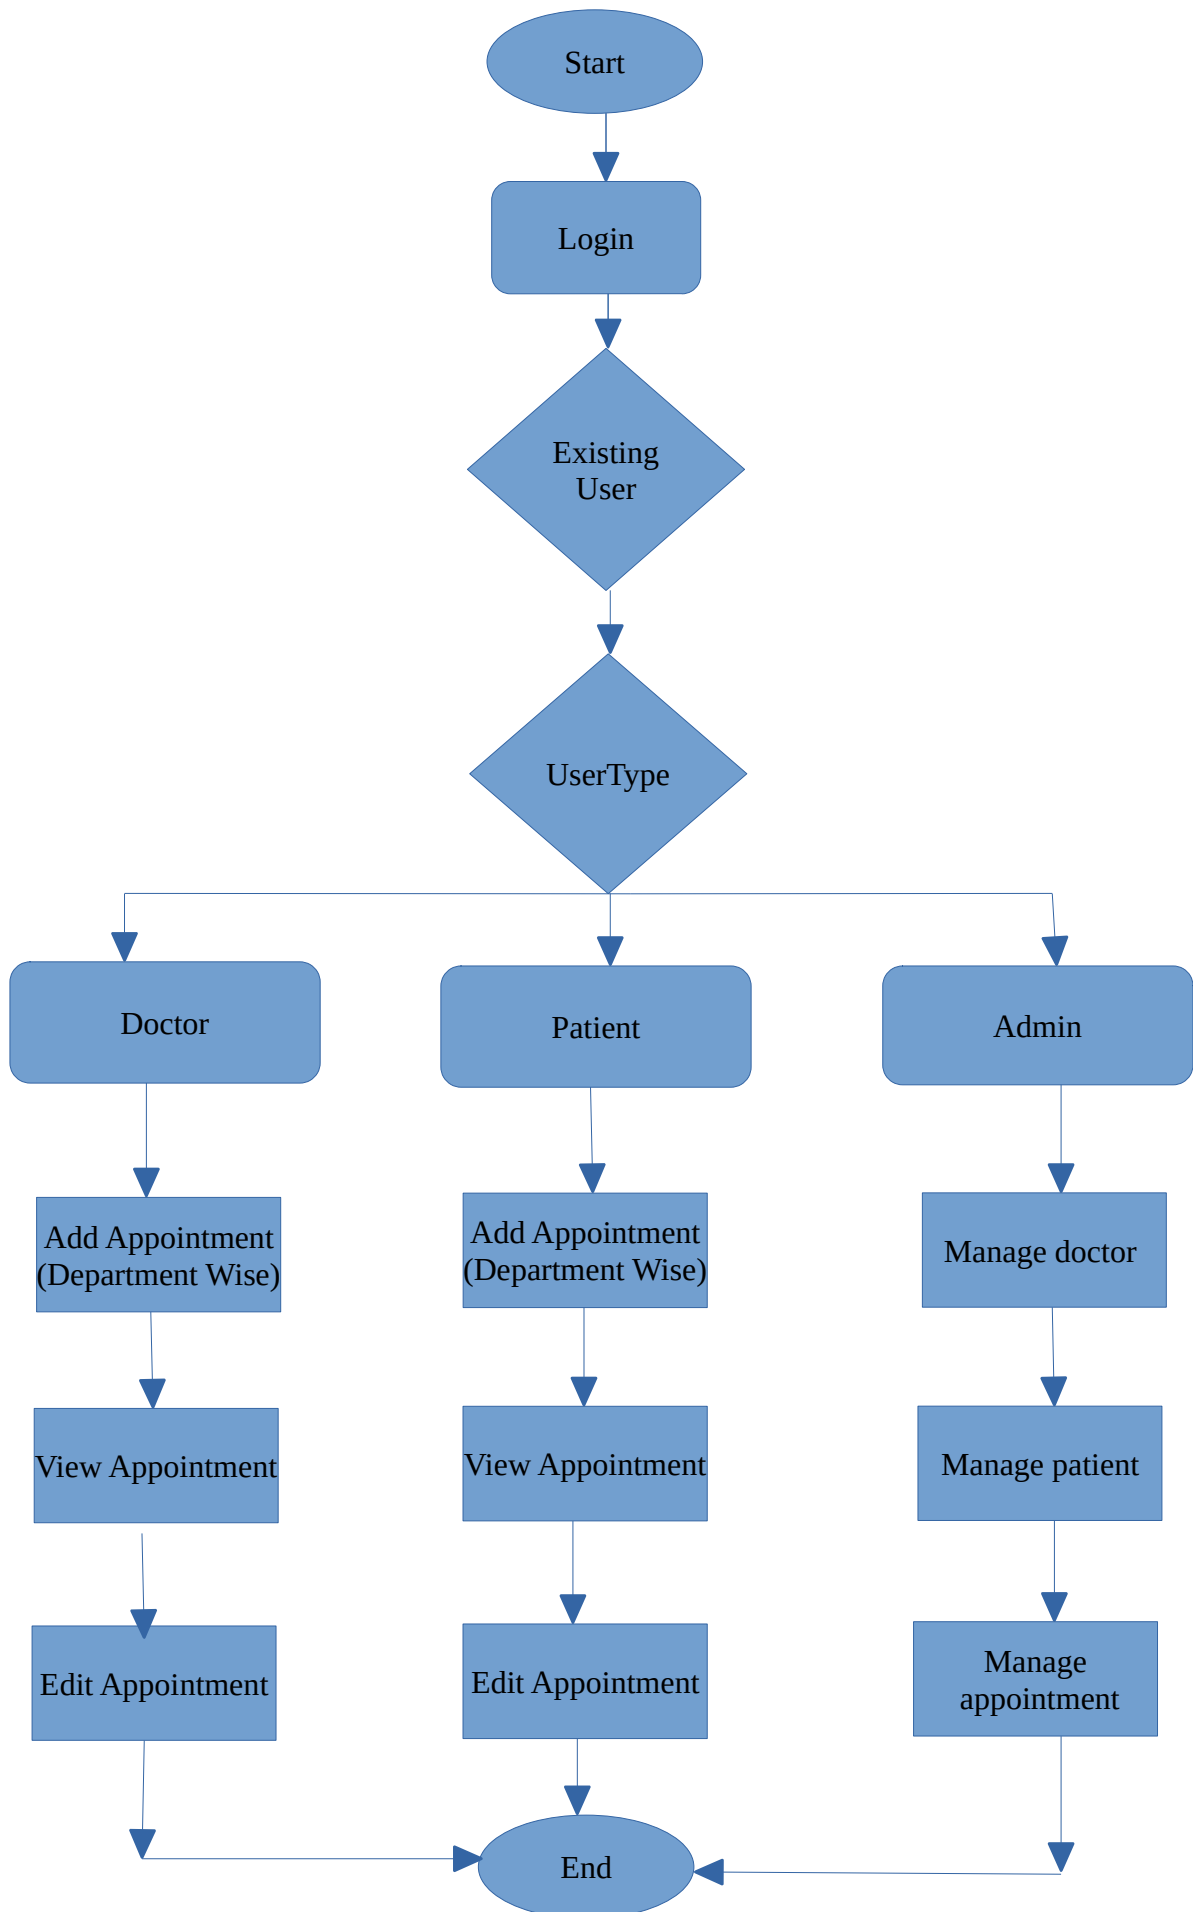 Start
Login
Existing
User
UserType
Doctor
Patient
Admin
Add Appointment
(Department Wise)
Add Appointment
(Department Wise)
Manage doctor
View Appointment
View Appointment
Manage patient
Edit Appointment
Edit Appointment
Manage
appointment
End